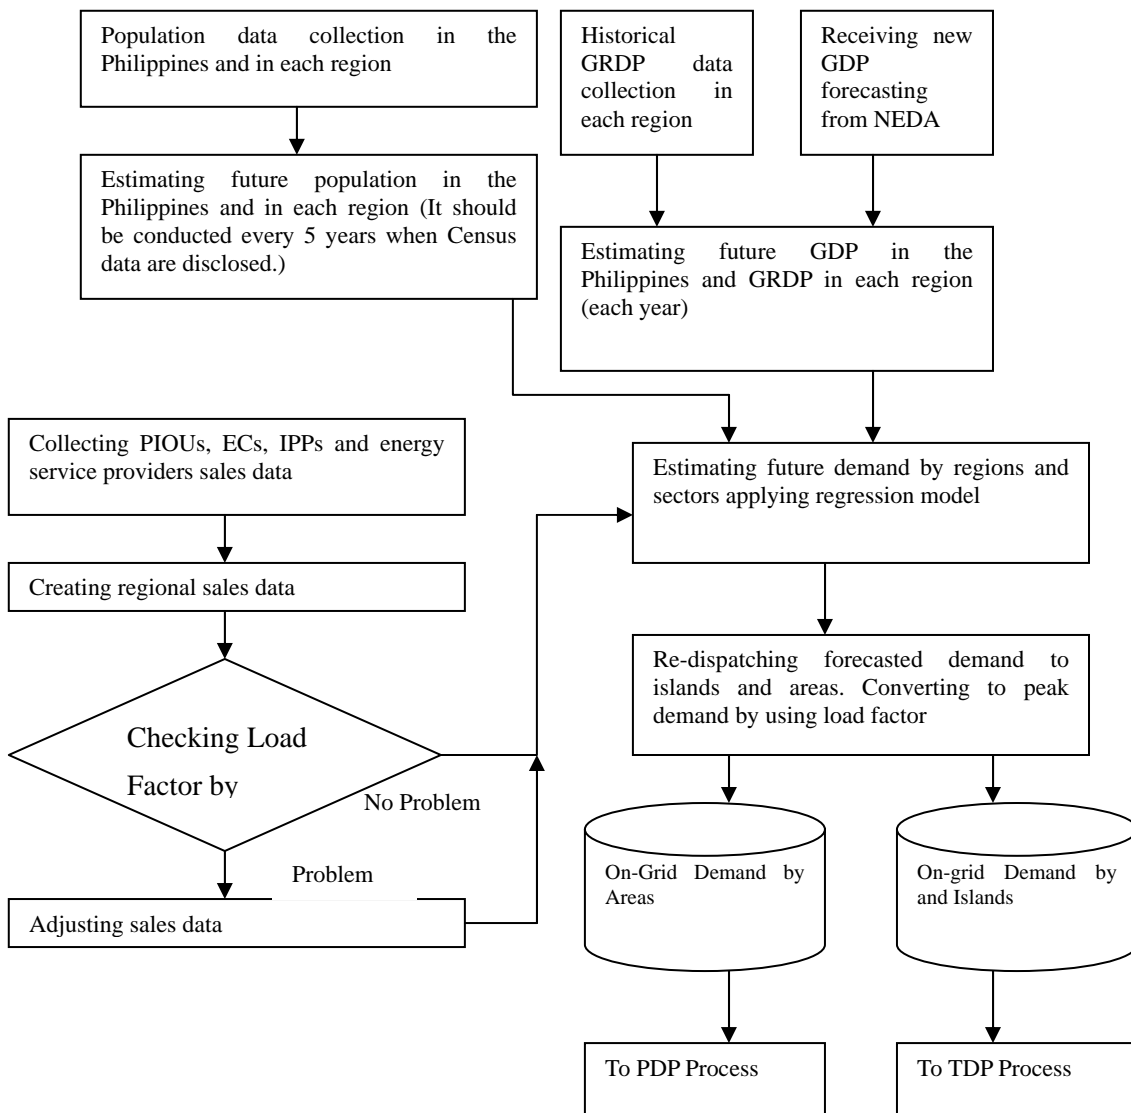 Population data collection in the
Philippines and in each region
Historical
GRDP data
collection in
each region
Receiving new
GDP
forecasting
from NEDA
Estimating future population in the
Philippines and in each region (It should
be conducted every 5 years when Census
data are disclosed.)
Estimating future GDP in the
Philippines and GRDP in each region
(each year)
Collecting PIOUs, ECs, IPPs and energy
service providers sales data
Estimating future demand by regions and
sectors applying regression model
Creating regional sales data
Re-dispatching forecasted demand to
islands and areas. Converting to peak
demand by using load factor
Checking Load
Factor by
No Problem
Problem
Adjusting sales data
On-Grid Demand by
Areas
On-grid Demand by
and Islands
To PDP Process
To TDP Process